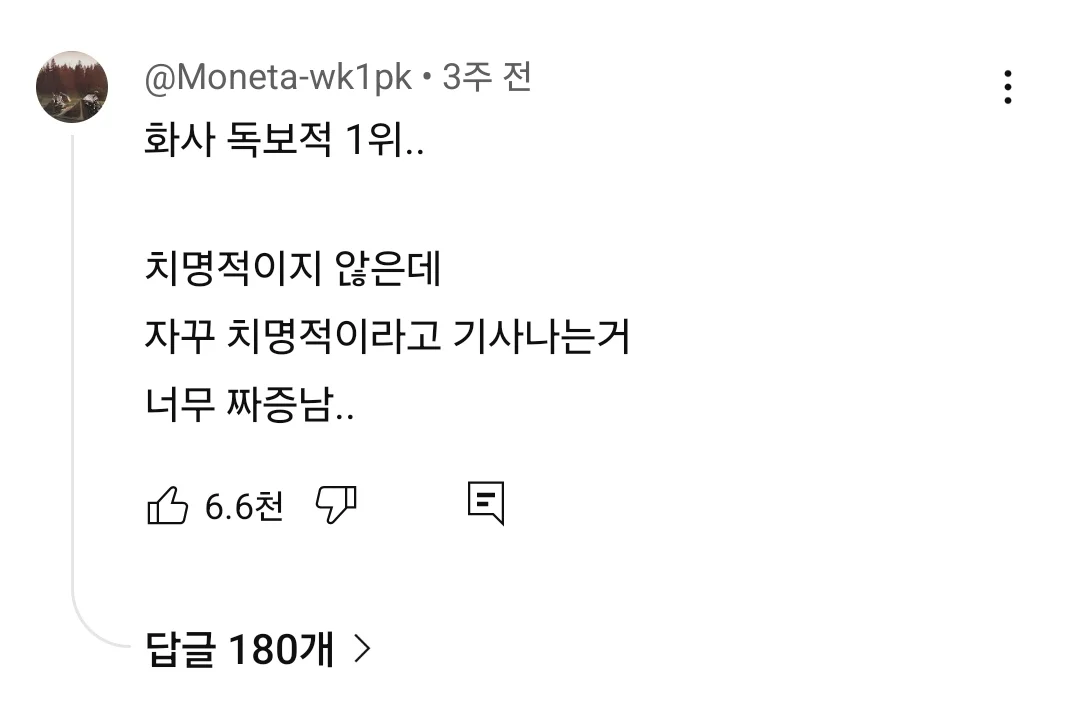 @Moneta-wk1pk • 3주 전
화사 독보적 1위..
치명적이지 않은데
자꾸 치명적이라고 기사나는거
너무 짜증남..
6.6천
답글 180개